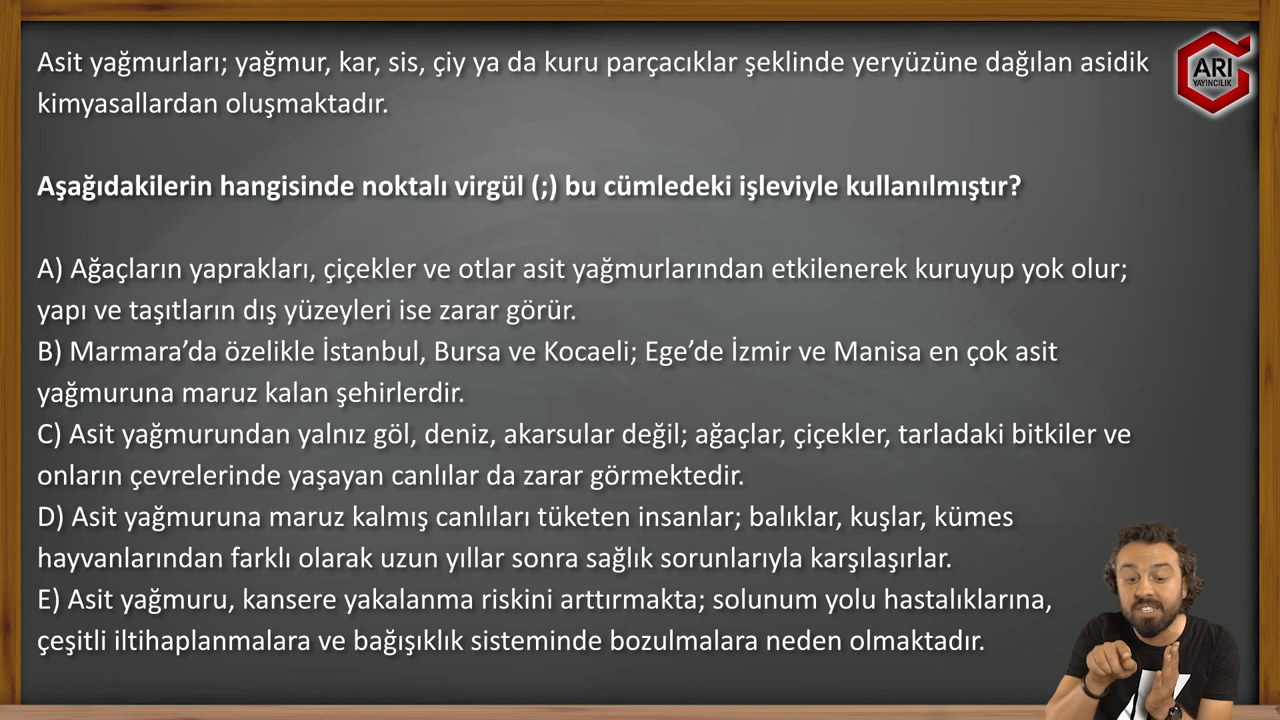 Asit yağmurları; yağmur, kar, sis, çiy ya da kuru parçacıklar şeklinde yeryüzüne dağılan asidik
kimyasallardan oluşmaktadır.
ARI
YAYINCILIK
Aşağıdakilerin hangisinde noktalı virgül (;) bu cümledeki işleviyle kullanılmıştır?
A) Ağaçların yaprakları, çiçekler ve otlar asit yağmurlarından etkilenerek kuruyup yok olur;
yapı ve taşıtların dış yüzeyleri ise zarar görür.
B) Marmara’da özelikle İstanbul, Bursa ve Kocaeli; Ege’de İzmir ve Manisa en çok asit
yağmuruna maruz kalan şehirlerdir.
C) Asit yağmurundan yalnız göl, deniz, akarsular değil; ağaçlar, çiçekler, tarladaki bitkiler ve
onların çevrelerinde yaşayan canlılar da zarar görmektedir.
D) Asit yağmuruna maruz kalmış canlıları tüketen insanlar; balıklar, kuşlar, kümes
hayvanlarından farklı olarak uzun yıllar sonra sağlık sorunlarıyla karşılaşırlar.
E) Asit yağmuru, kansere yakalanma riskini arttırmakta; solunum yolu hastalıklarına,
çeşitli iltihaplanmalara ve bağışıklık sisteminde bozulmalara neden olmaktadır.